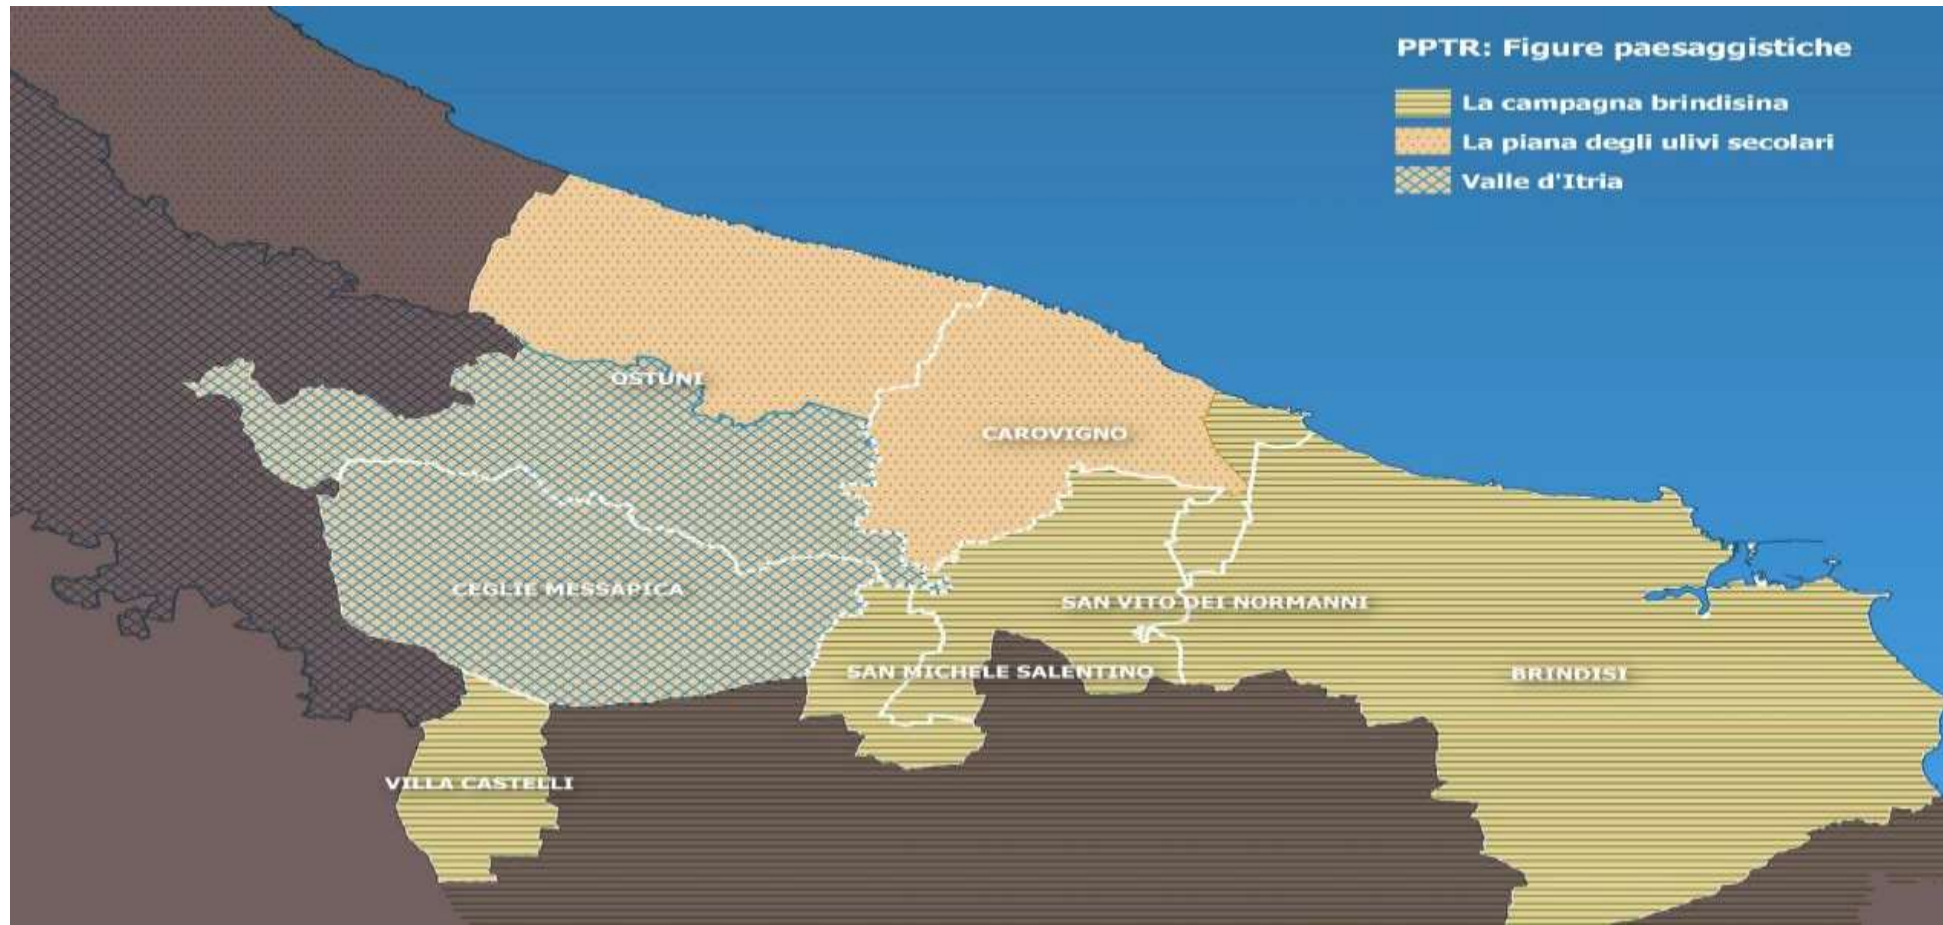 PPTR: Figure paesaggistiche
La campagna brindisina
La piana degli ulivi secolari
Valle d'Itria
OSTUNI
CAROVIGNO
CEGLIE MESSAPICA
SAN VITO DEI NORMANNI
SAN MICHELE SALENTINO
BRINDISI
VILLA CASTELLI